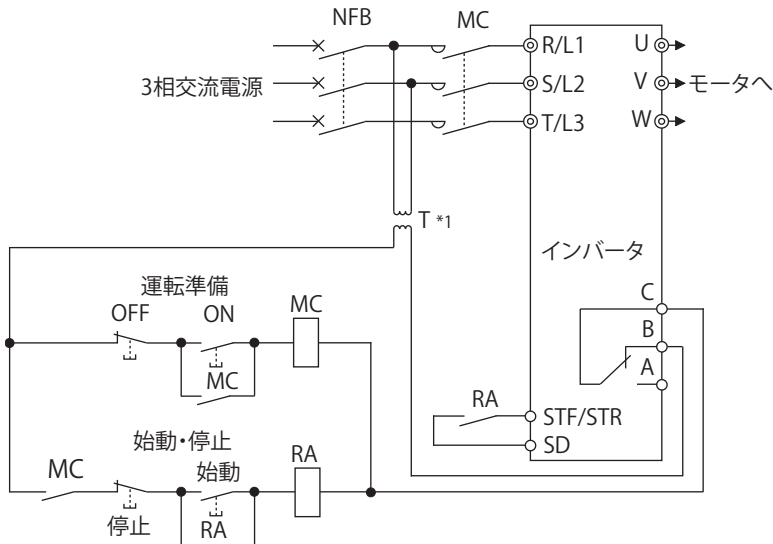 NFB
MC
R/L1
U
3相交流電源
S/L2
V
モータへ
T/L3
W
T *1
インバータ
運転準備
OFF
ON
MC
MC
C
B
A
RA
STF/STR
SD
始動・停止
MC
始動
RA
停止
RA